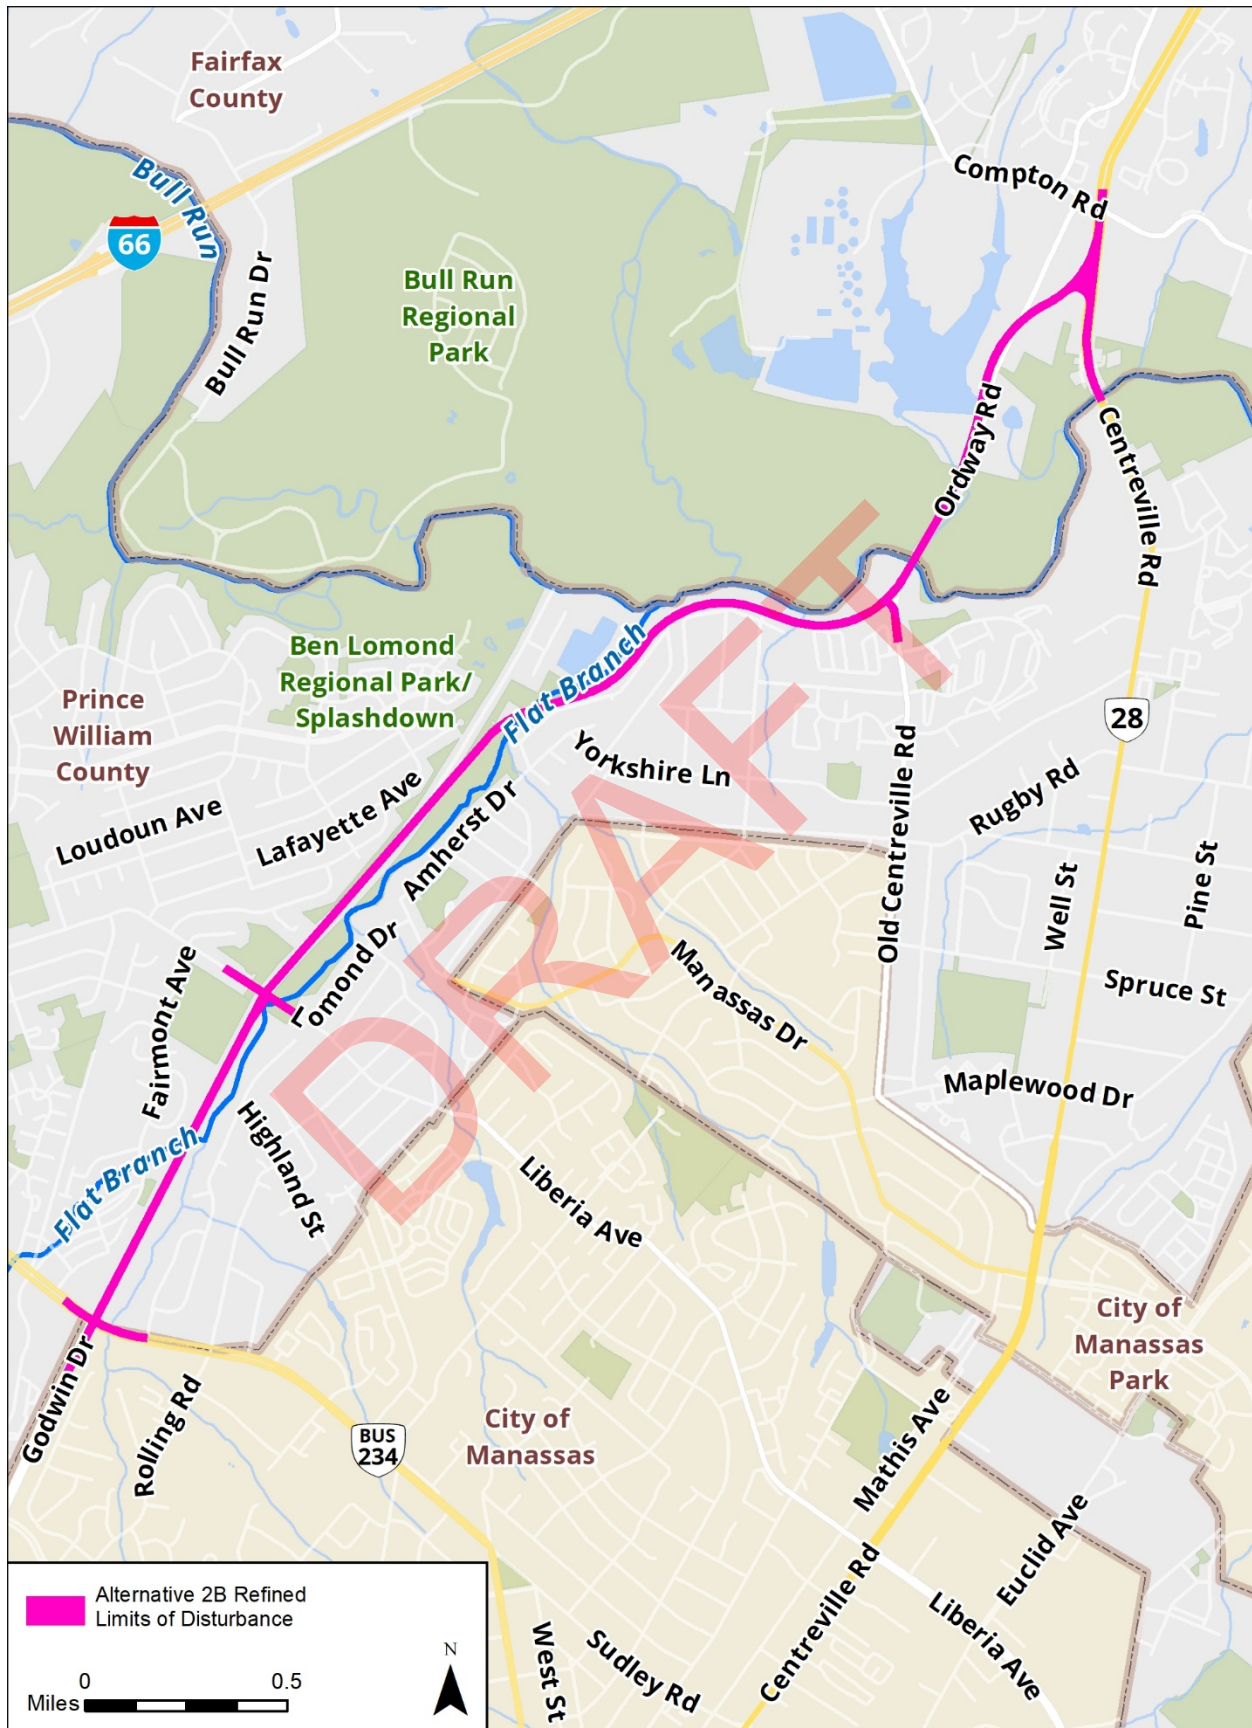 Fairfax
County
Compton Rd
Bull Run
66
Bull Run Dr
Bull Run
Regional
Park
Ordway Rd
Centreville Rd
Ben Lomond
Regional Park/
Splashdown
Flat Branch
Prince
William
County
28
Yorkshire Ln
Old Centreville Rd
Rugby Rd
Loudoun Ave
Lafayette Ave
Amherst Dr
Well St
Pine St
DRAFT
Lomond Dr
Manassas Dr
Spruce St
Fairmont Ave
Maplewood Dr
Highland St
Flat Branch
Liberia Ave
City of
Manassas
Park
Godwin Dr
Rolling Rd
BUS
234
City of
Manassas
Mathis Ave
Euclid Ave
Centreville Rd
Liberia Ave
West St
Sudley Rd
Alternative 2B Refined
Limits of Disturbance
N
0 0.5
Miles